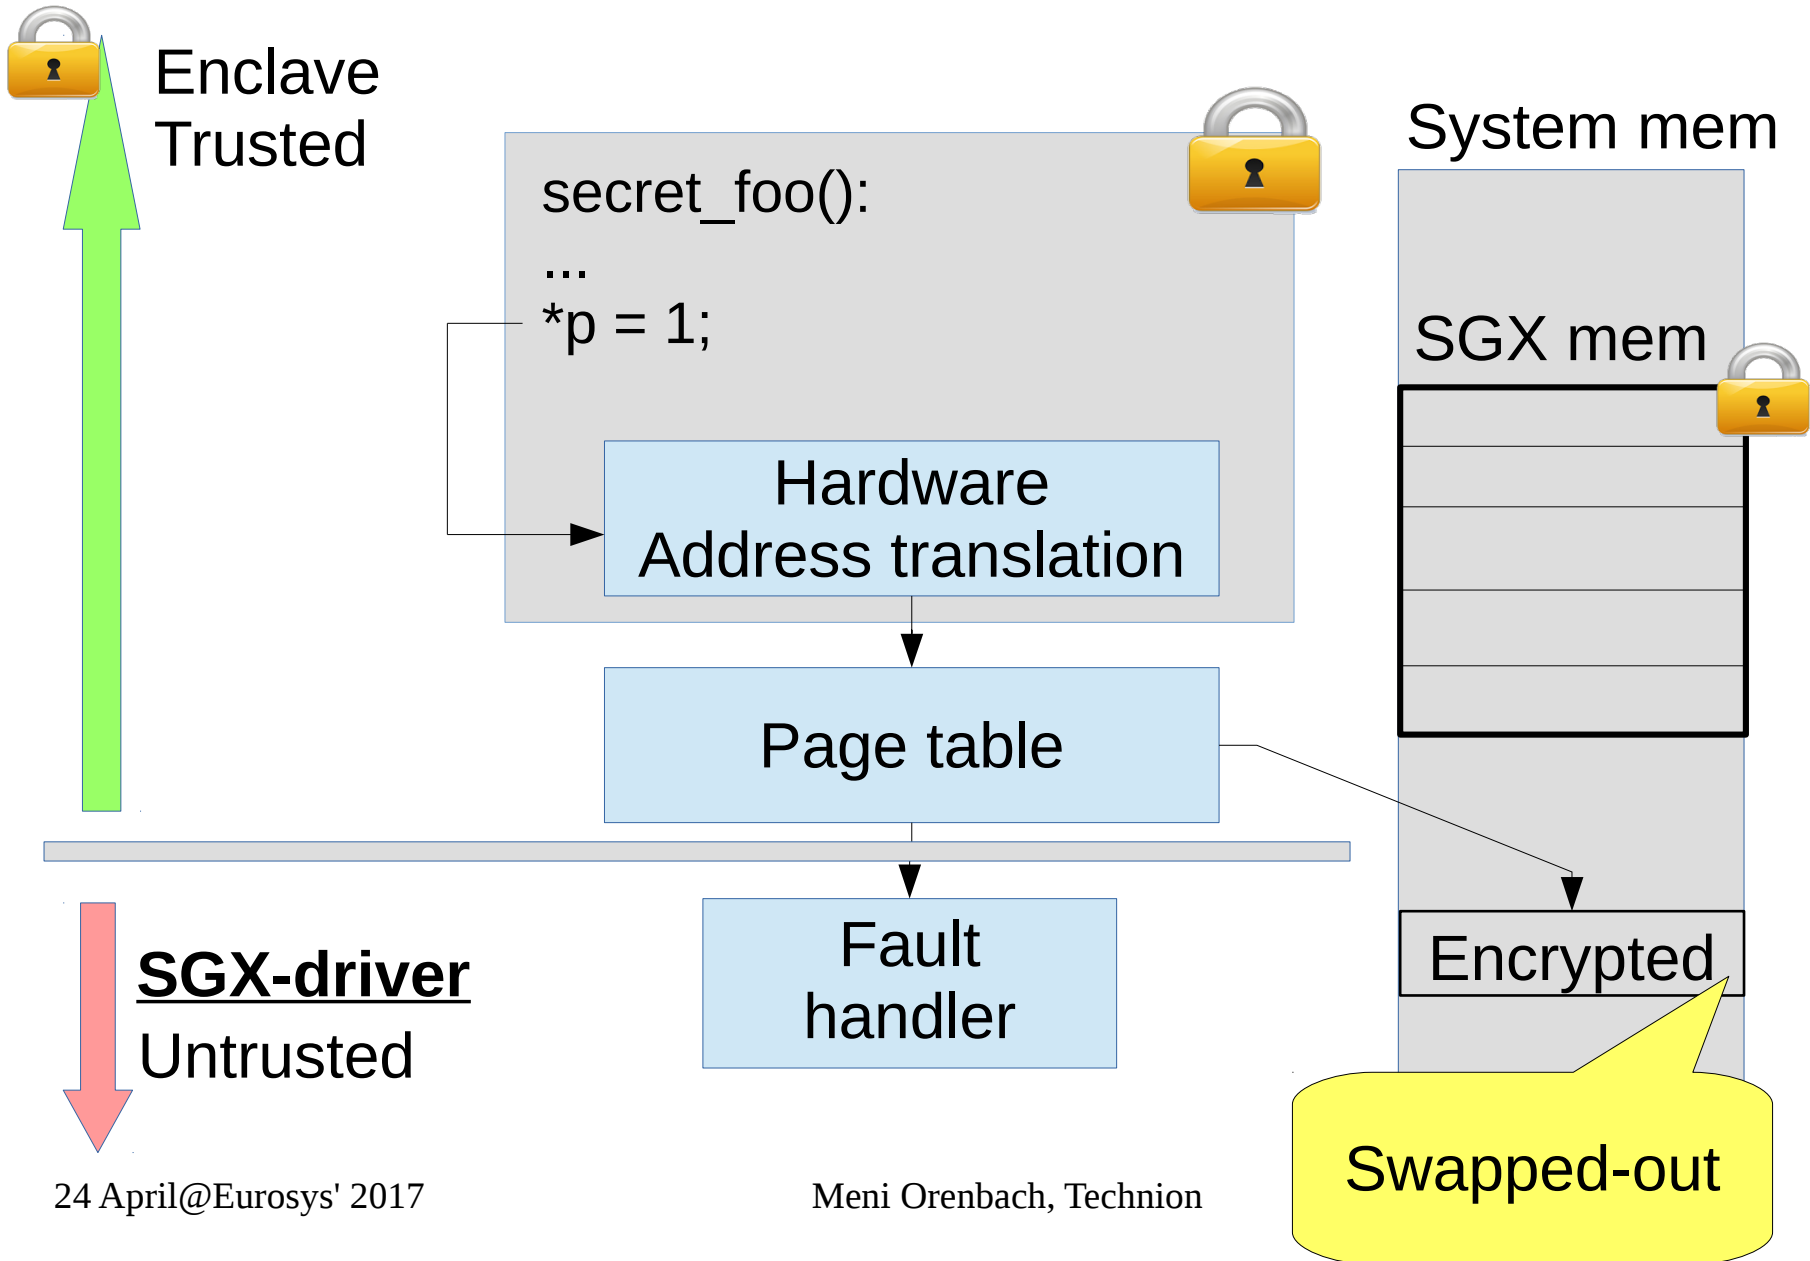 Enclave
Trusted
secret_foo():
...
*p = 1;
Hardware
Address translation
Page table
Fault
handler
System mem
SGX mem
Encrypted
Swapped-out
SGX-driver
Untrusted
24 April@Eurosys' 2017
Meni Orenbach, Technion